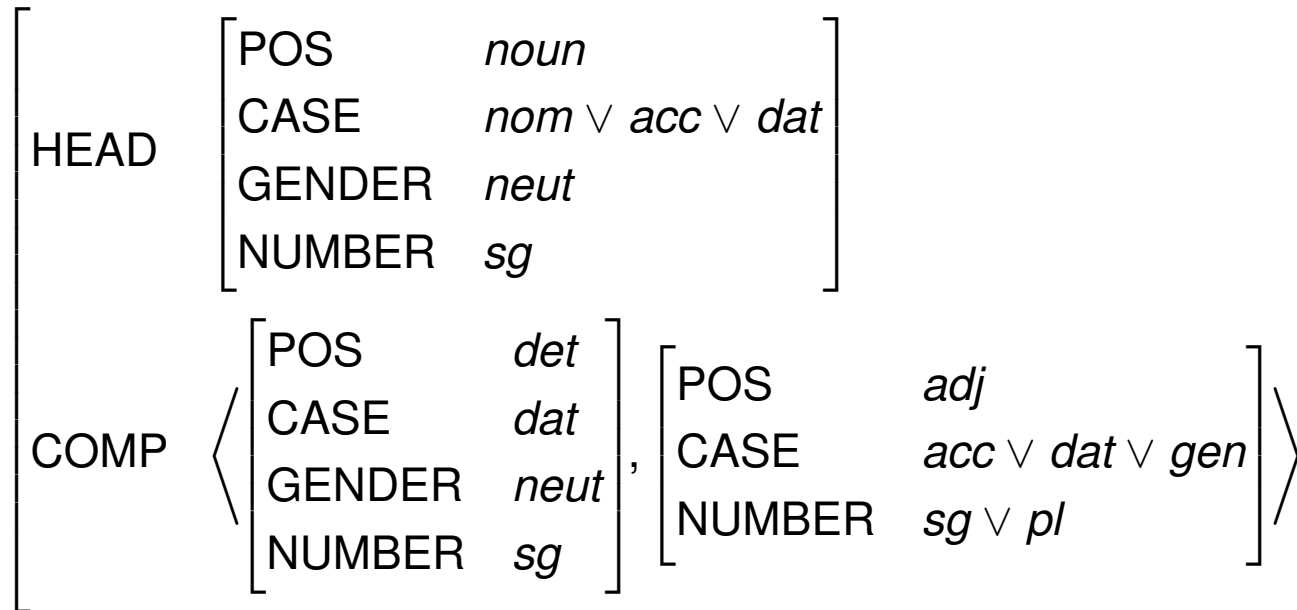 POS noun
CASE nom ∨ acc ∨ dat
HEAD
GENDER neut
NUMBER sg
POS det
CASE dat
COMP ⟨ , ⟩
GENDER neut
NUMBER sg
POS adj
CASE acc ∨ dat ∨ gen
NUMBER sg ∨ pl